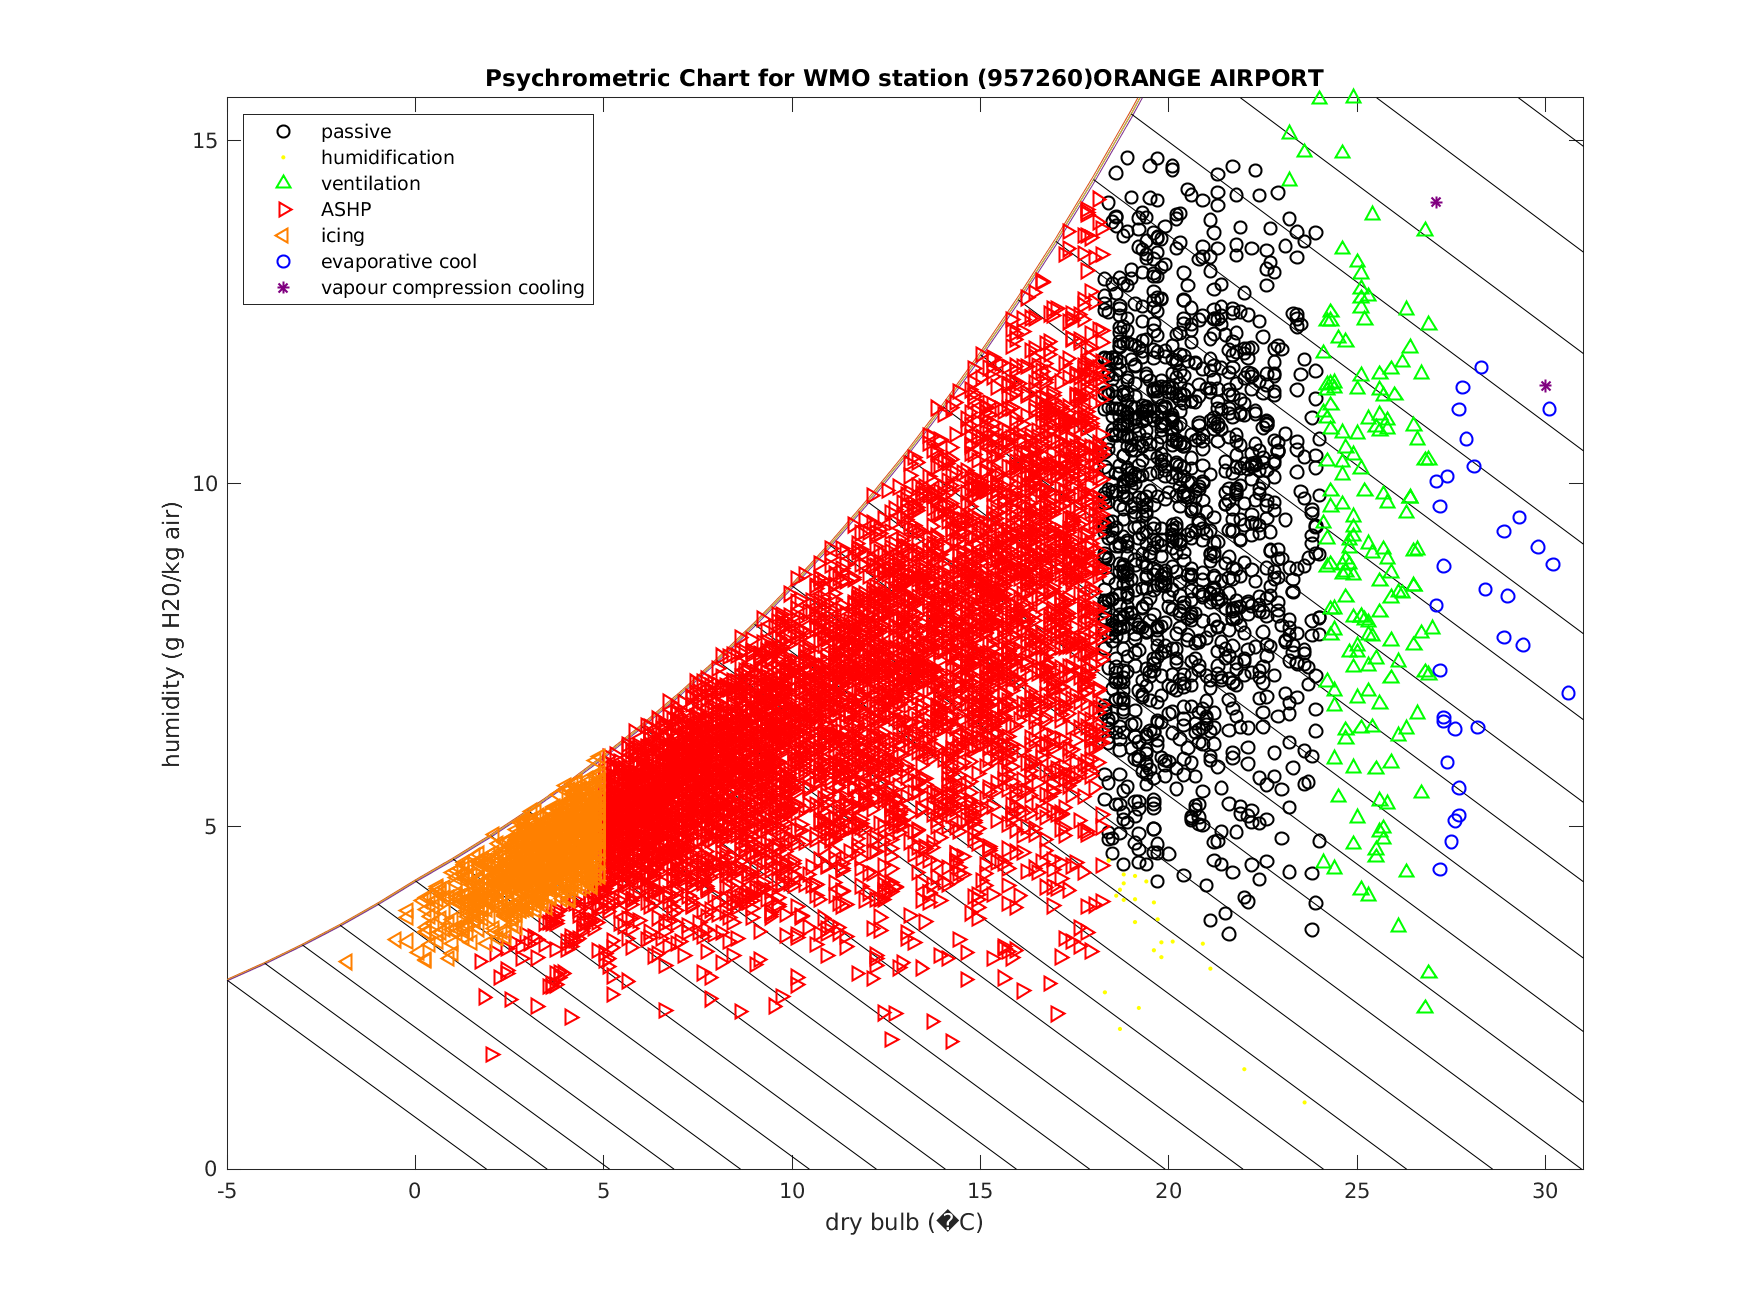 Psychrometric Chart for WMO station (957260)ORANGE AIRPORT
passive
humidification
ventilation
ASHP
icing
evaporative cool
vapour compression cooling
15
10
5
0
humidity (g H20/kg air)
-5 0 5 10 15 20 25 30
dry bulb (�C)